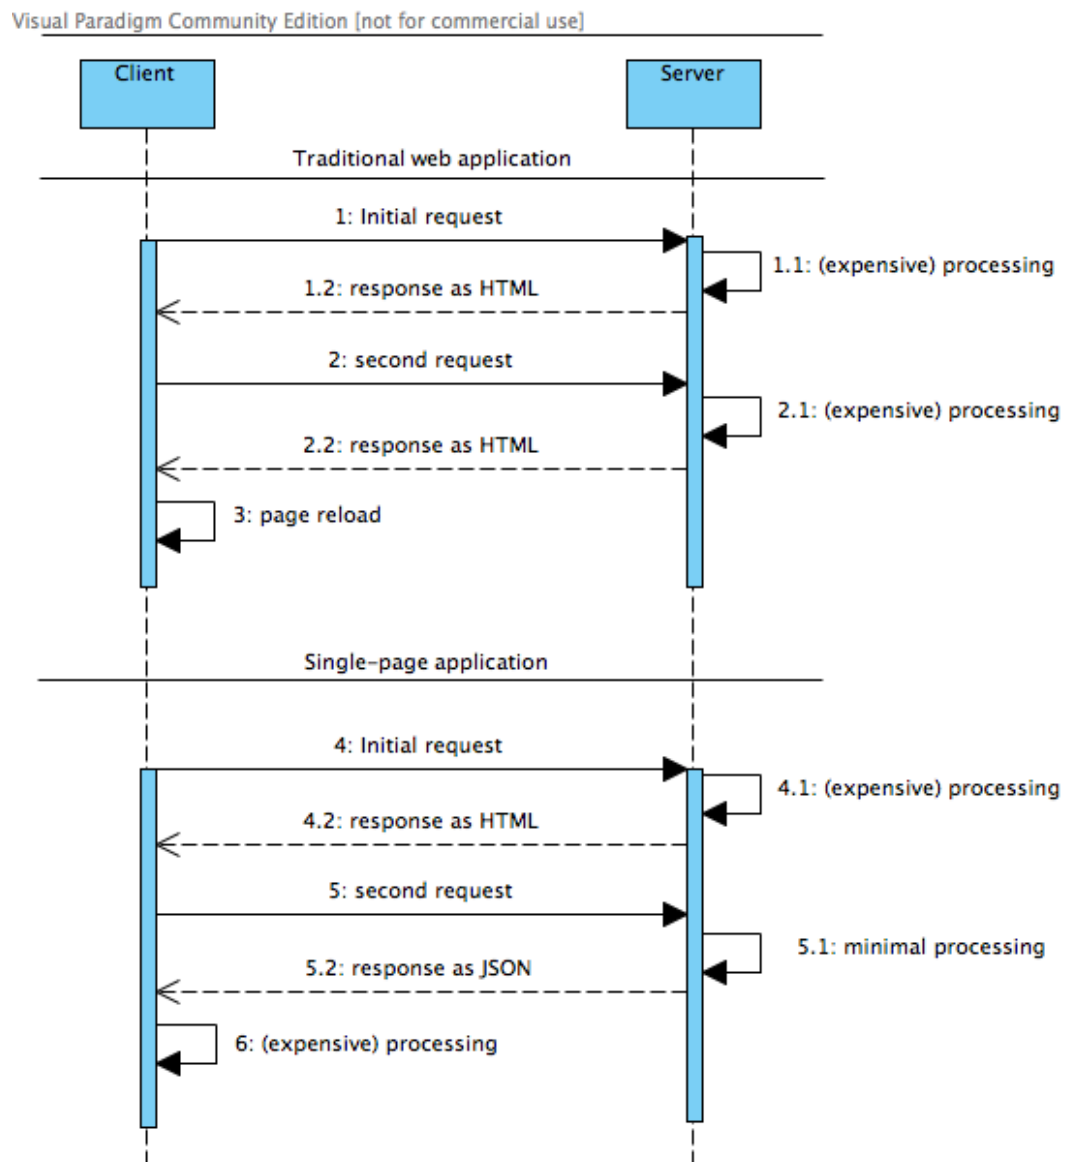 Visual Paradigm Community Edition [not for commercial use]
Client
Server
Traditional web application
1: Initial request
1.1: (expensive) processing
1.2: response as HTML
2: second request
2.1: (expensive) processing
2.2: response as HTML
3: page reload
Single-page application
4: Initial request
4.1: (expensive) processing
4.2: response as HTML
5: second request
5.1: minimal processing
5.2: response as JSON
6: (expensive) processing